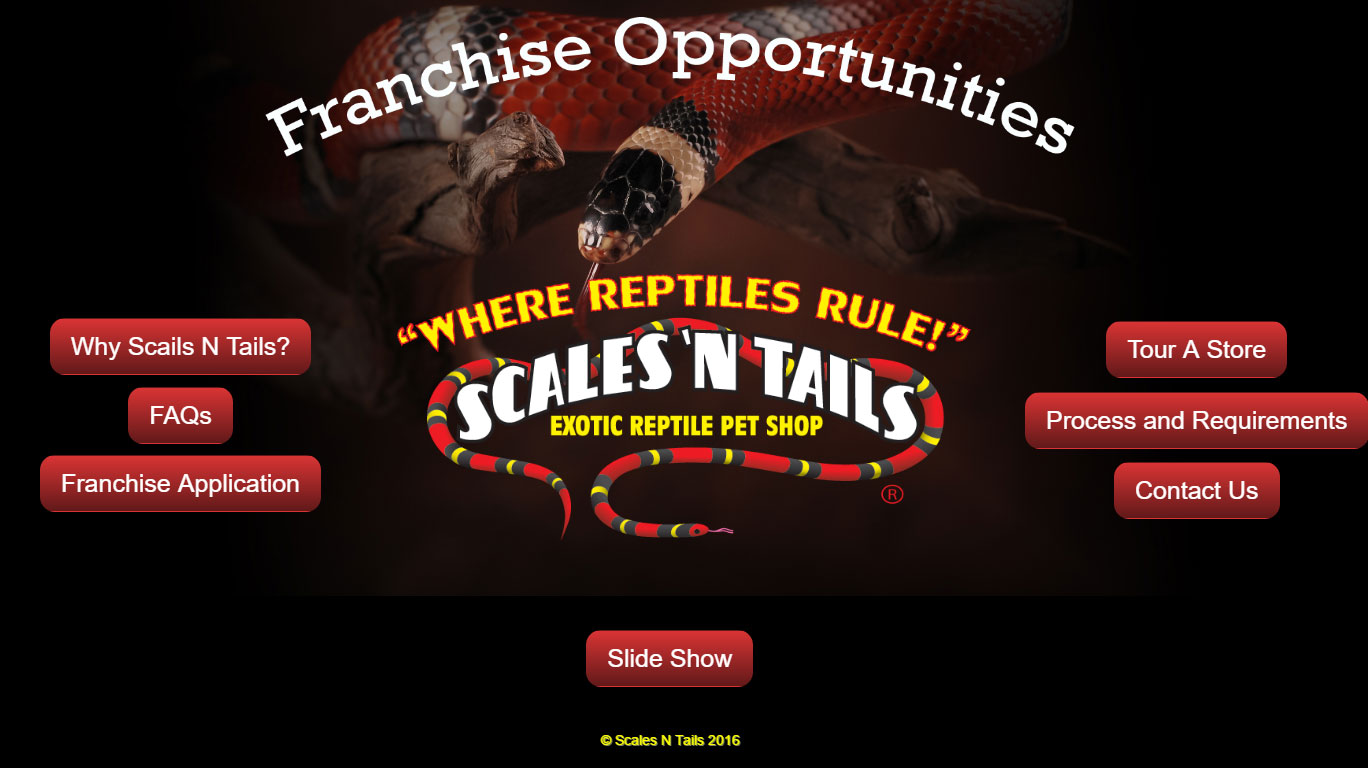 Franchise Opportunities
“WHERE REPTILES RULE!”
SCALES 'N TAILS
EXOTIC REPTILE PET SHOP
®
Why Scails N Tails?
FAQs
Franchise Application
Tour A Store
Process and Requirements
Contact Us
Slide Show
© Scales N Tails 2016